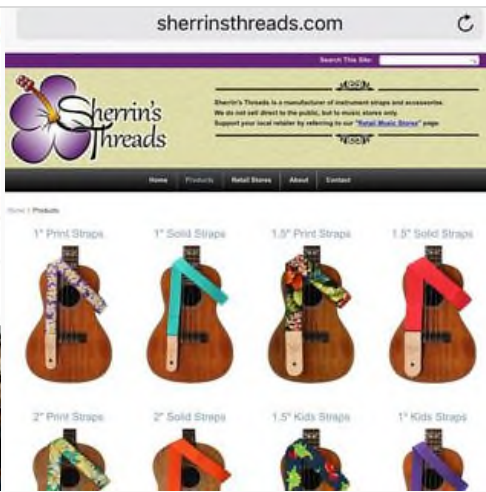 sherrinsthreads.com
Search This Site:
Sherrin's
Threads
Sherrin's Threads is a manufacturer of instrument straps and accessories.
We do not sell direct to the public, but to music stores only.
Support your local retailer by referring to our "Retail Music Stores" page.
Home Products Retail Stores About Contact
Home > Products
1" Print Straps 1" Solid Straps 1.5" Print Straps 1.5" Solid Straps
2" Print Straps 2" Solid Straps 1.5" Kids Straps 1" Kids Straps